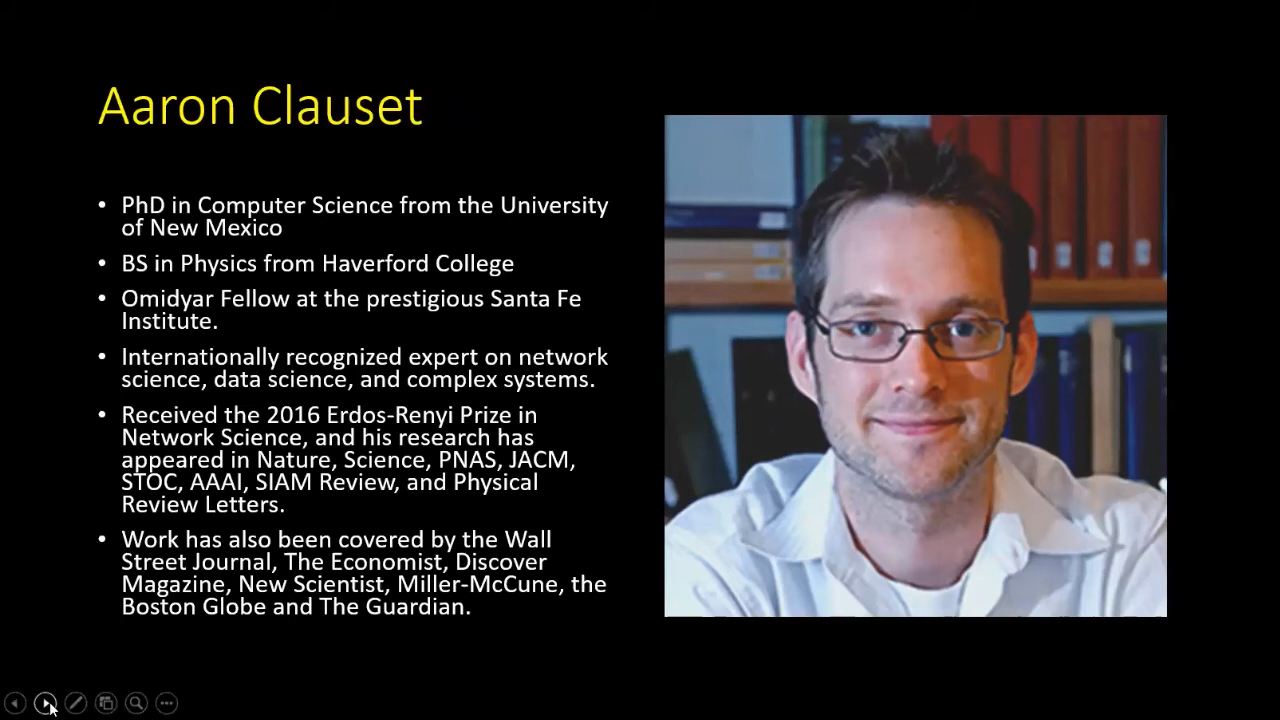 Aaron Clauset
• PhD in Computer Science from the University
of New Mexico
• BS in Physics from Haverford College
• Omidyar Fellow at the prestigious Santa Fe
Institute.
• Internationally recognized expert on network
science, data science, and complex systems.
• Received the 2016 Erdos-Renyi Prize in
Network Science, and his research has
appeared in Nature, Science, PNAS, JACM,
STOC, AAAI, SIAM Review, and Physical
Review Letters.
• Work has also been covered by the Wall
Street Journal, The Economist, Discover
Magazine, New Scientist, Miller-McCune, the
Boston Globe and The Guardian.